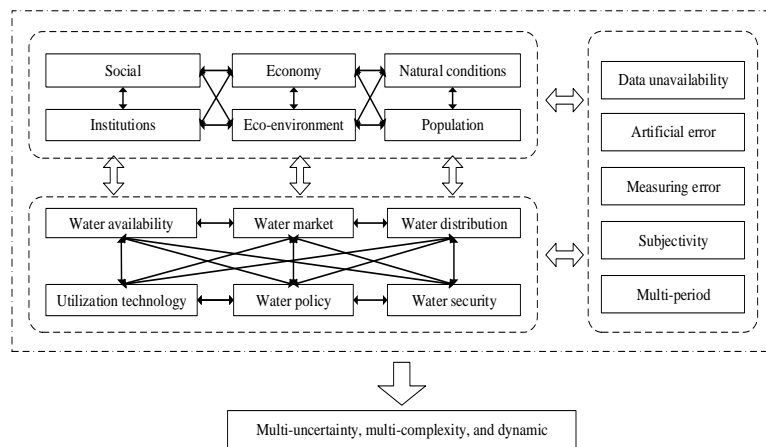 Social
Economy
Natural conditions
Institutions
Eco-environment
Population
Water availability
Water market
Water distribution
Utilization technology
Water policy
Water security
Data unavailability
Artificial error
Measuring error
Subjectivity
Multi-period
Multi-uncertainty, multi-complexity, and dynamic